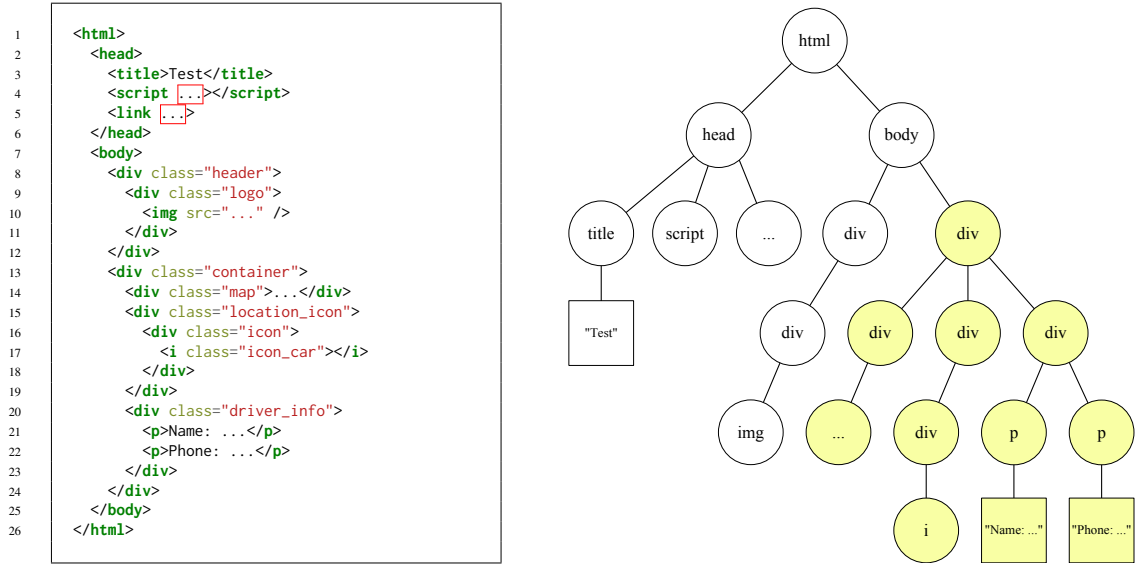 1 <html>
2 <head>
3 <title>Test</title>
4 <script ...></script>
5 <link ...>
6 </head>
7 <body>
8 <div class="header">
9 <div class="logo">
10 <img src="..." />
11 </div>
12 </div>
13 <div class="container">
14 <div class="map">...</div>
15 <div class="location_icon">
16 <div class="icon">
17 <i class="icon_car"></i>
18 </div>
19 </div>
20 <div class="driver_info">
21 <p>Name: ...</p>
22 <p>Phone: ...</p>
23 </div>
24 </div>
25 </body>
26 </html>
html
head body
title script ... div div
"Test" div div div div
img ... div p p
i "Name: ..." "Phone: ..."